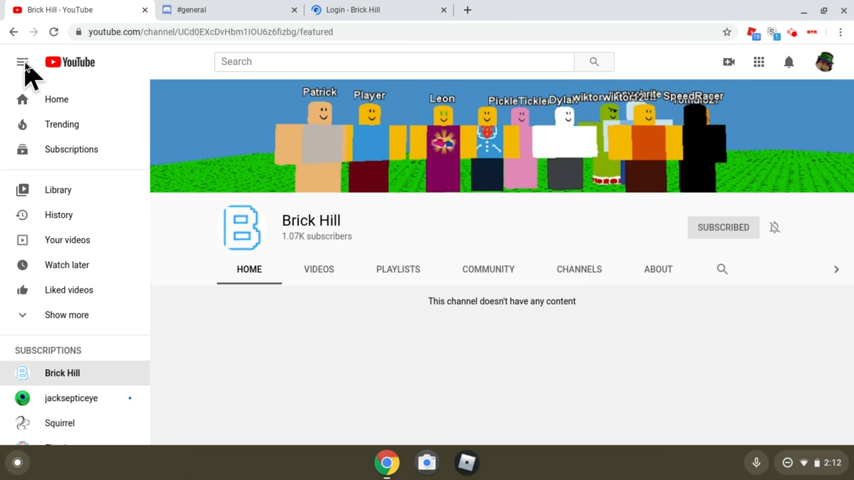 Brick Hill - YouTube
#general
Login - Brick Hill
youtube.com/channel/UCd0EXcDvHbm1IOU6z6fizbg/featured
YouTube
Search
Home
Trending
Subscriptions
Library
History
Your videos
Watch later
Liked videos
Show more
SUBSCRIPTIONS
Brick Hill
jacksepticeye
Squirrel
Patrick
Player
Leon
PickleTickler
SpeedRacer
Brick Hill
1.07K subscribers
SUBSCRIBED
HOME VIDEOS PLAYLISTS COMMUNITY CHANNELS ABOUT
This channel doesn't have any content
2:12